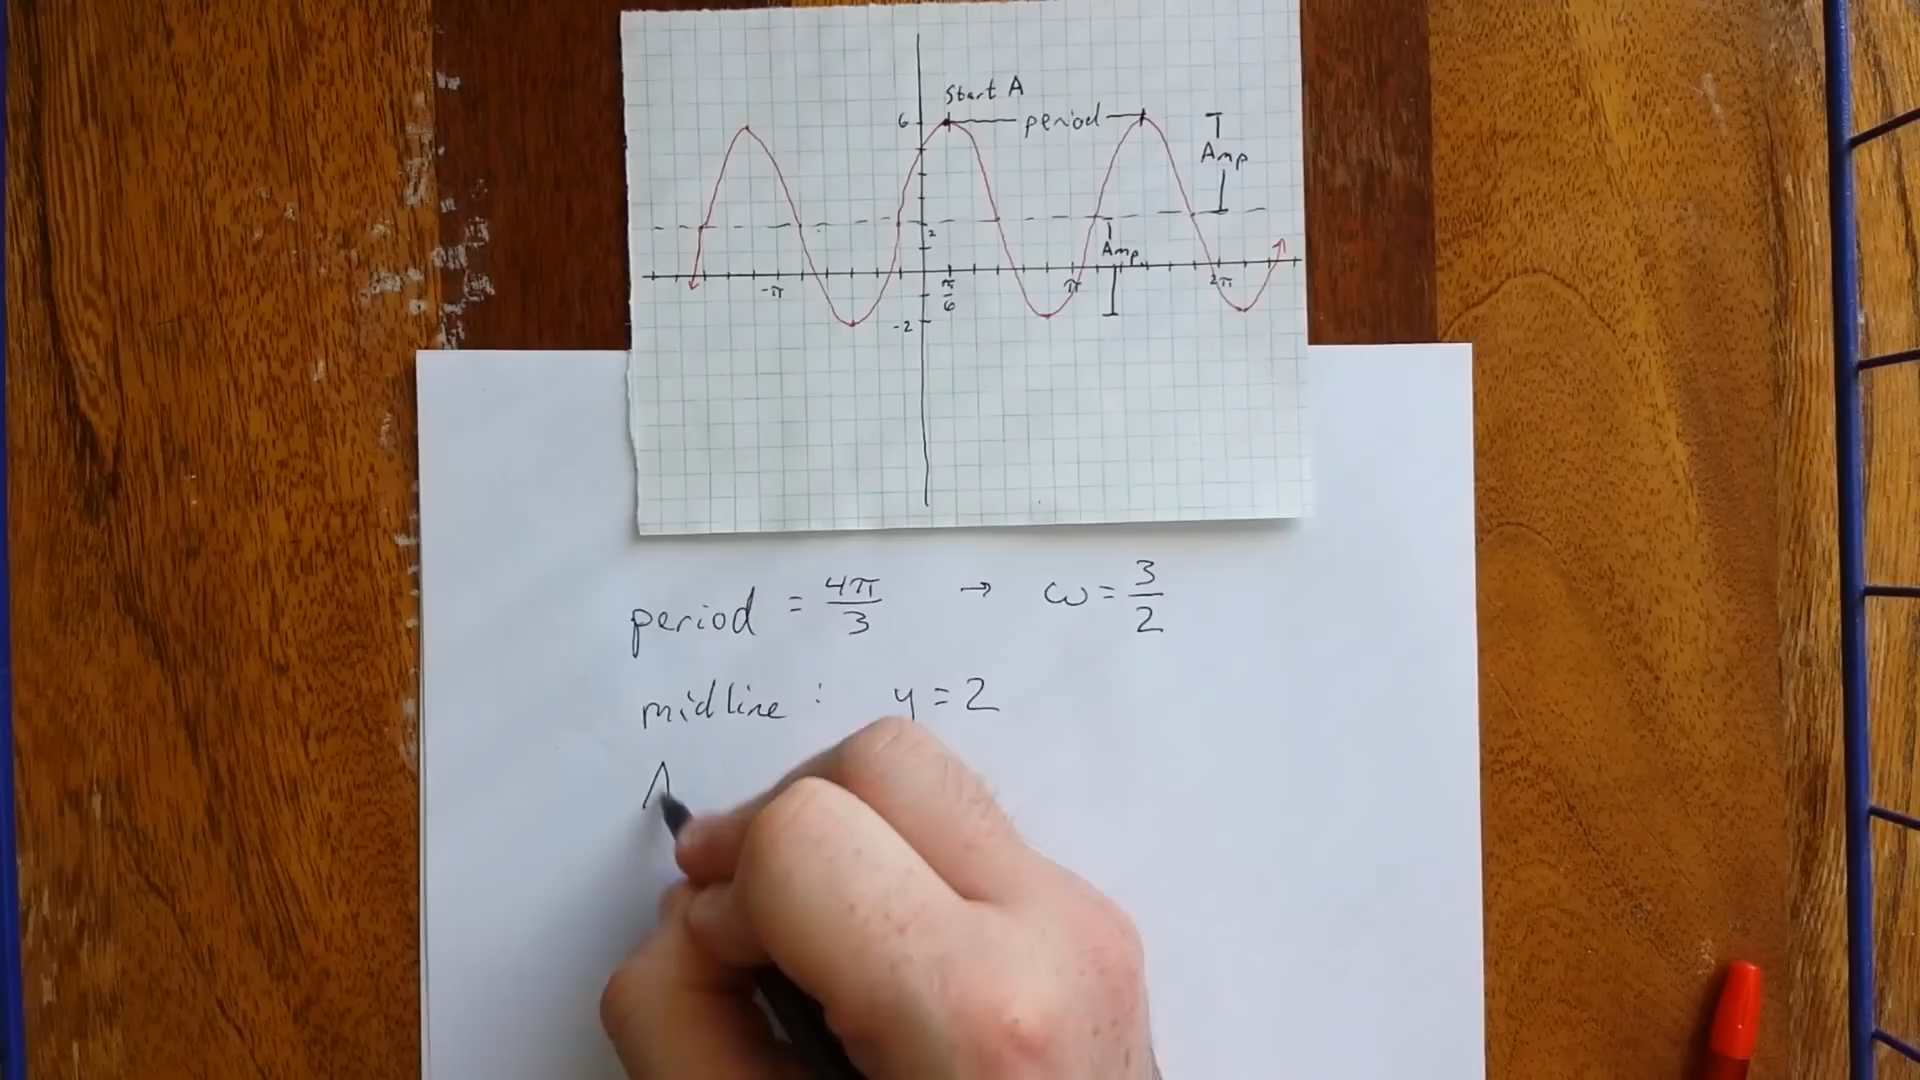 Start A
6 period
T
Amp
2
Amp
-π π/6 π 2π
-2
period = 4π/3 → ω = 3/2
midline : y = 2
A